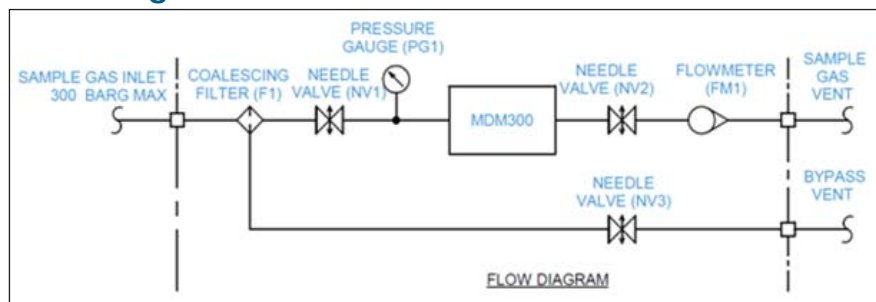 PRESSURE
GAUGE (PG1)
SAMPLE GAS INLET
300 BARG MAX
COALESCING
FILTER (F1)
NEEDLE
VALVE (NV1)
MDM300
NEEDLE
VALVE (NV2)
FLOWMETER
(FM1)
SAMPLE
GAS
VENT
NEEDLE
VALVE (NV3)
BYPASS
VENT
FLOW DIAGRAM